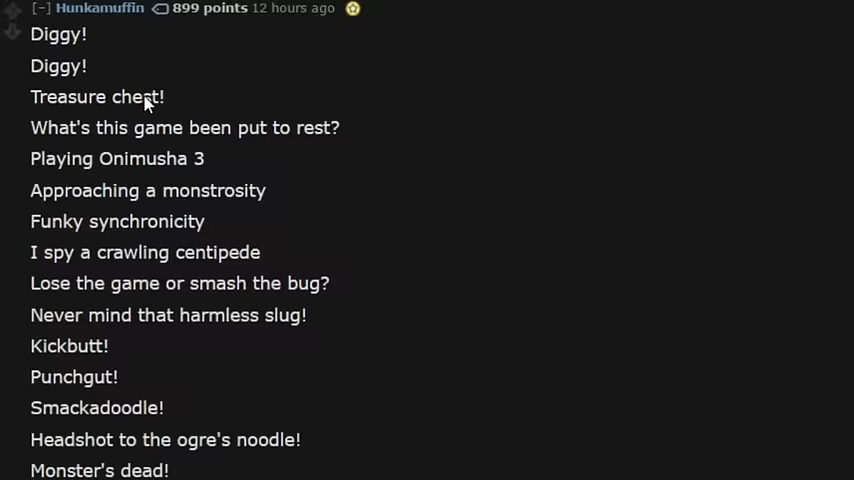 [-] Hunkamuffin 899 points 12 hours ago
Diggy!
Diggy!
Treasure chest!
What's this game been put to rest?
Playing Onimusha 3
Approaching a monstrosity
Funky synchronicity
I spy a crawling centipede
Lose the game or smash the bug?
Never mind that harmless slug!
Kickbutt!
Punchgut!
Smackadoodle!
Headshot to the ogre's noodle!
Monster's dead!